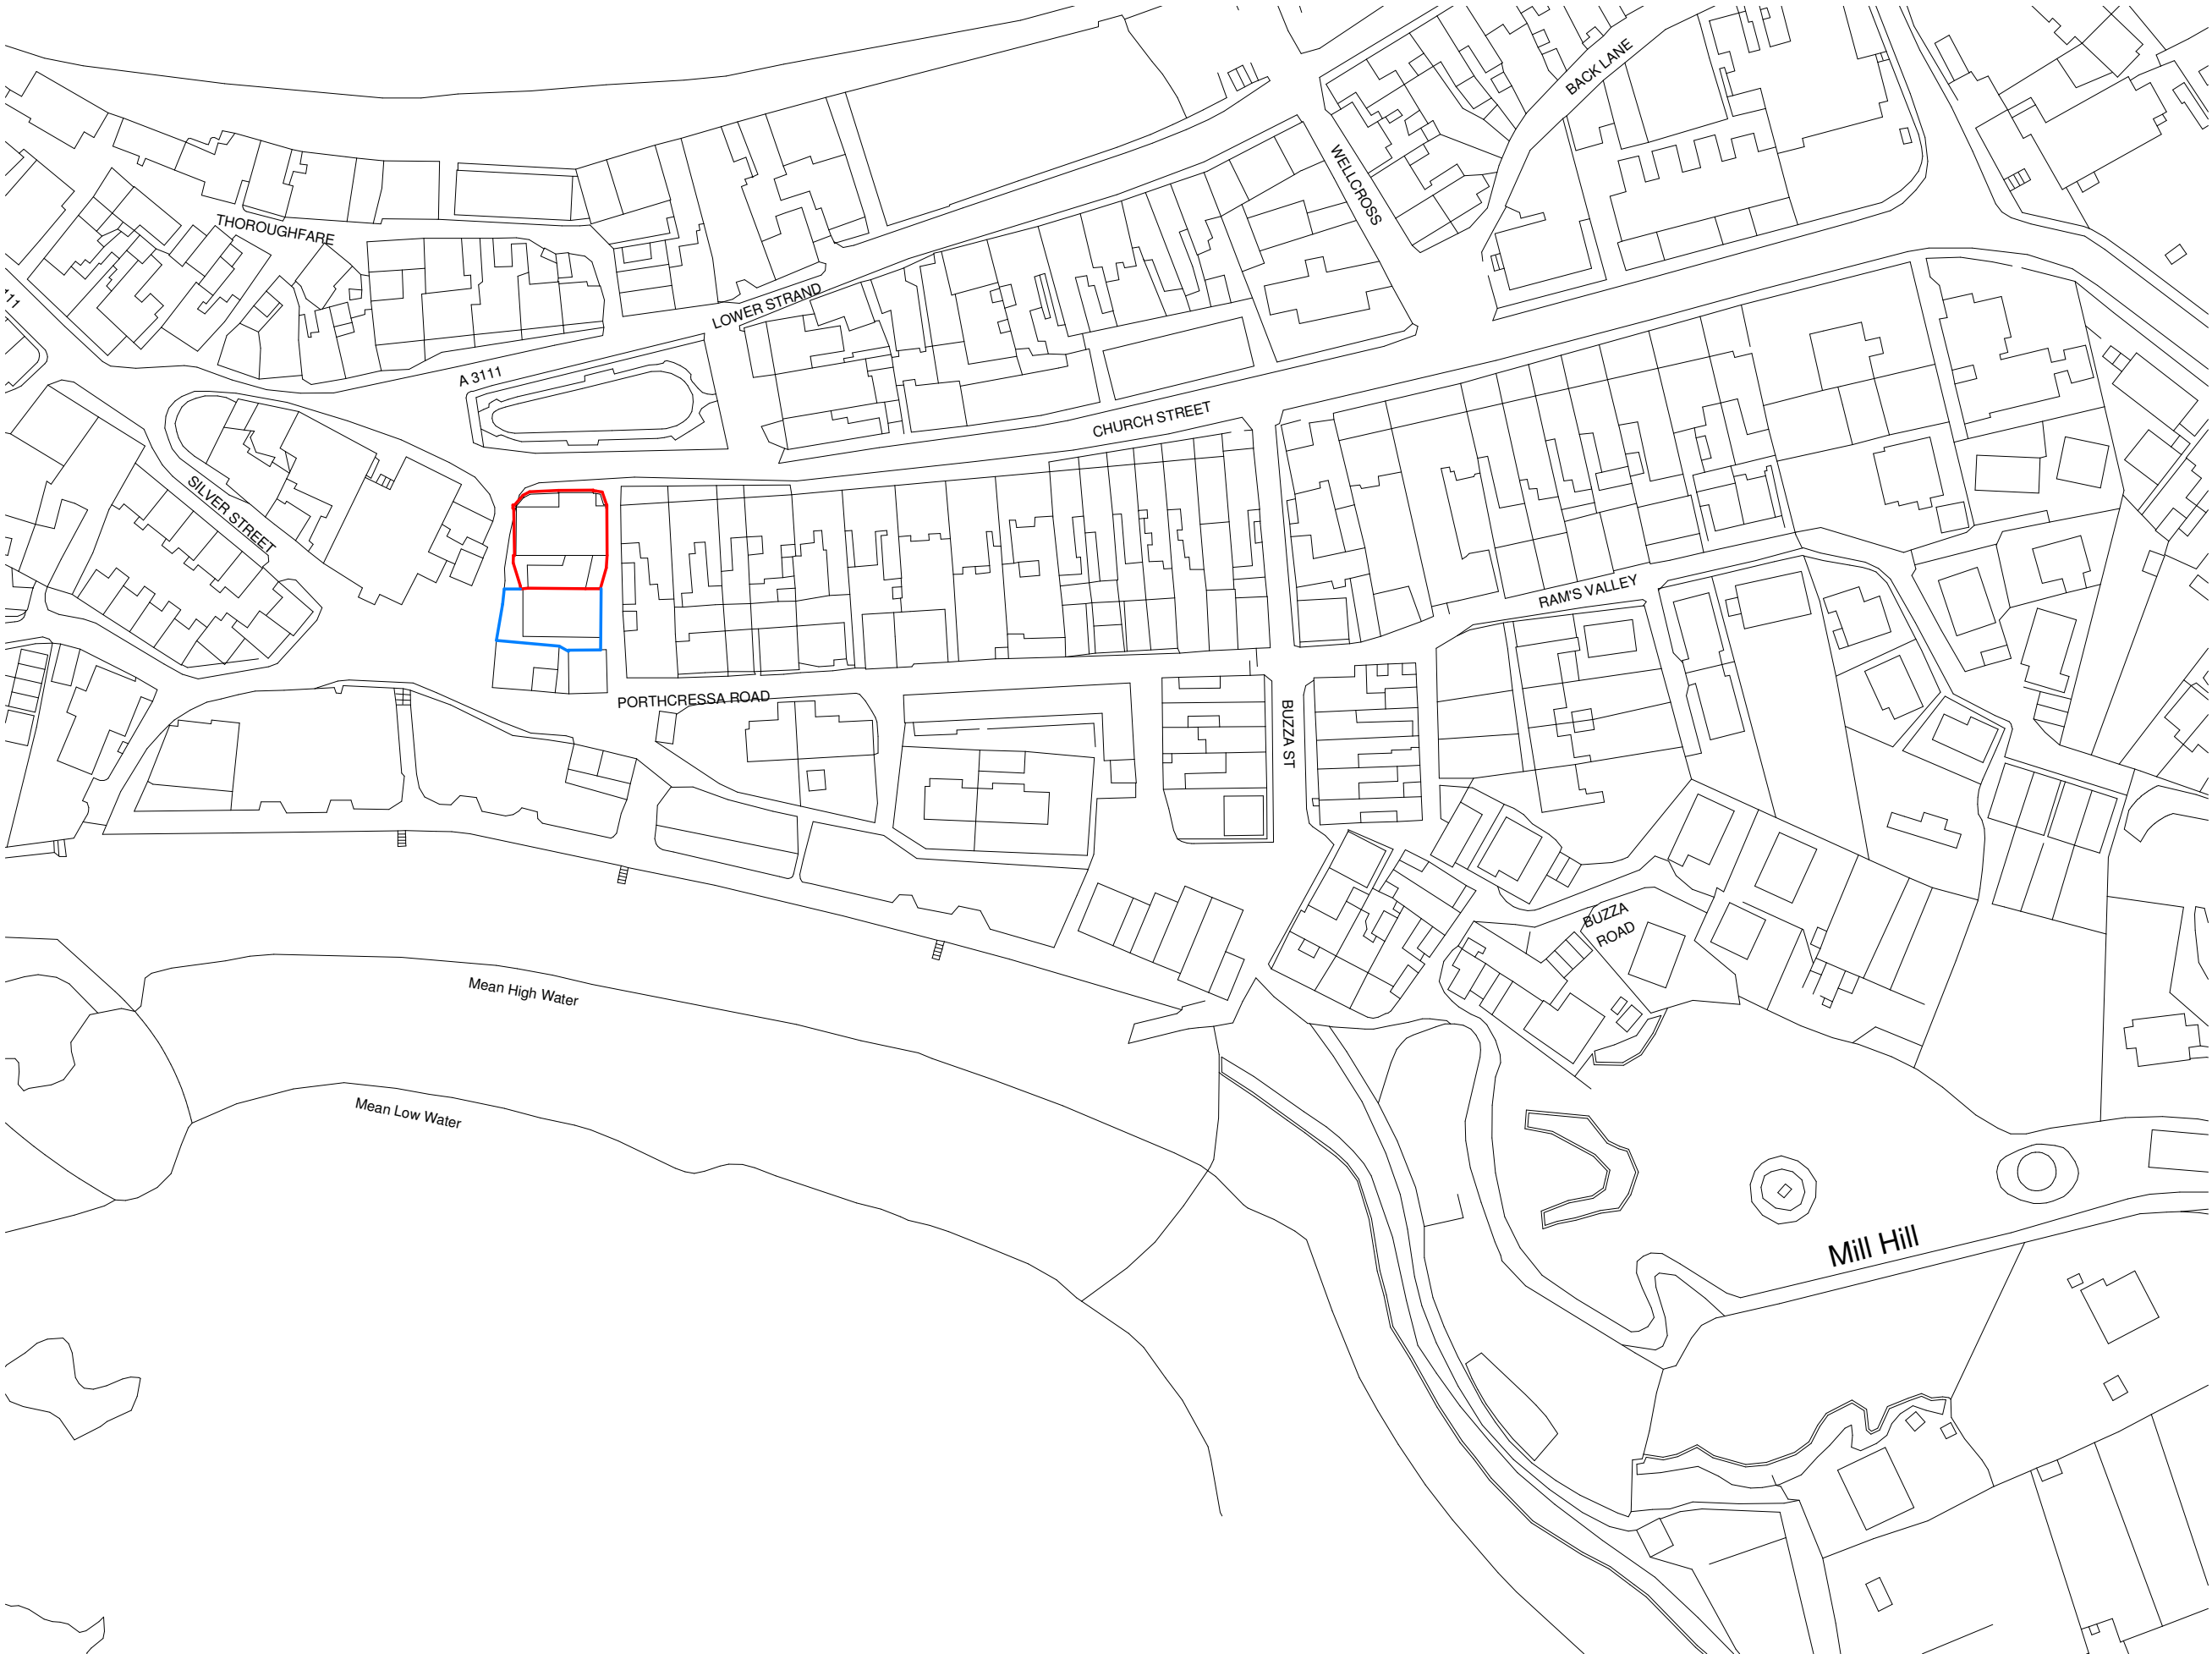 BACK LANE
WELLCROSS
THOROUGHFARE
111
LOWER STRAND
A 3111
CHURCH STREET
SILVER STREET
RAM'S VALLEY
PORTHCRESSA ROAD
BUZZA ST
BUZZA
ROAD
Mean High Water
Mean Low Water
Mill Hill